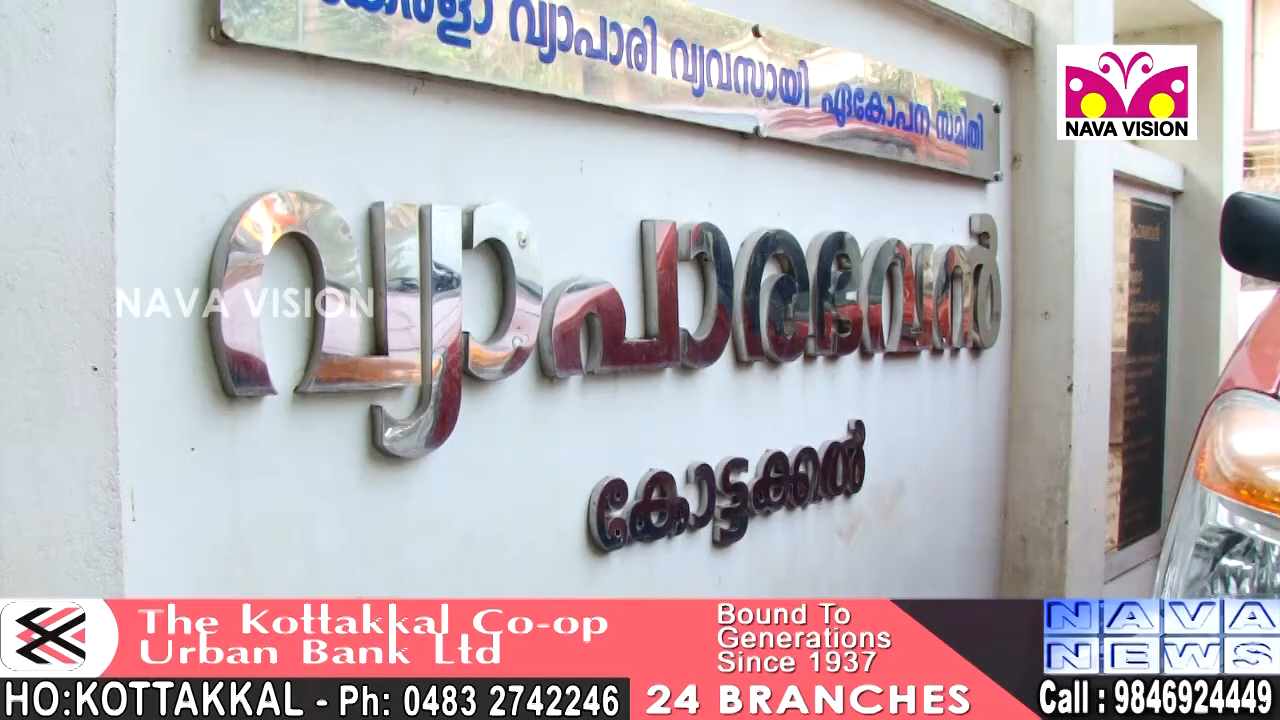 കേരളാ വ്യാപാരി വ്യവസായി ഏകോപന സമിതി
NAVA VISION
വ്യാപാരഭവൻ
NAVA VISION
കോട്ടക്കൽ
The Kottakkal Co-op
Urban Bank Ltd
Bound To
Generations
Since 1937
NAVA
NEWS
HO:KOTTAKKAL - Ph: 0483 2742246
24 BRANCHES
Call : 9846924449